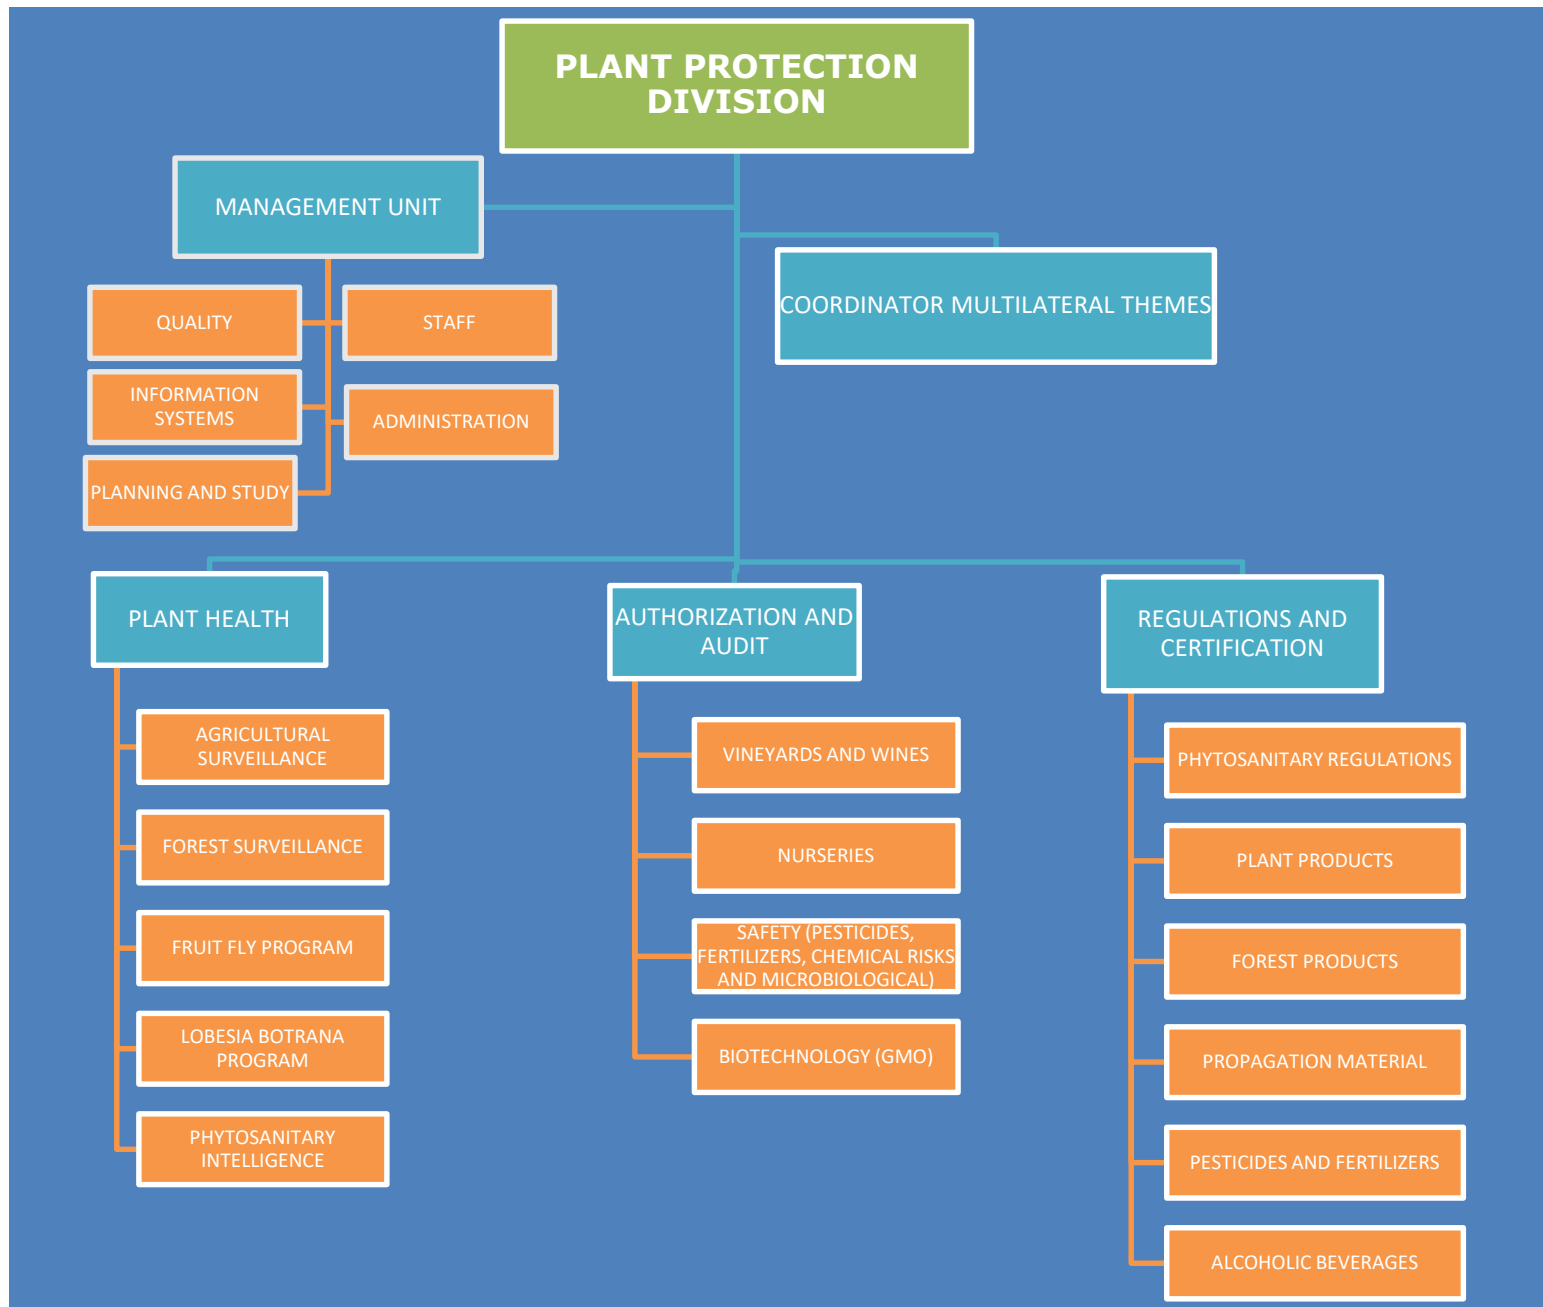 PLANT PROTECTION
DIVISION
MANAGEMENT UNIT
COORDINATOR MULTILATERAL THEMES
QUALITY
STAFF
INFORMATION
SYSTEMS
ADMINISTRATION
PLANNING AND STUDY
PLANT HEALTH
AGRICULTURAL
SURVEILLANCE
FOREST SURVEILLANCE
FRUIT FLY PROGRAM
LOBESIA BOTRANA
PROGRAM
PHYTOSANITARY
INTELLIGENCE
AUTHORIZATION AND
AUDIT
VINEYARDS AND WINES
NURSERIES
SAFETY (PESTICIDES,
FERTILIZERS, CHEMICAL RISKS
AND MICROBIOLOGICAL)
BIOTECHNOLOGY (GMO)
REGULATIONS AND
CERTIFICATION
PHYTOSANITARY REGULATIONS
PLANT PRODUCTS
FOREST PRODUCTS
PROPAGATION MATERIAL
PESTICIDES AND FERTILIZERS
ALCOHOLIC BEVERAGES